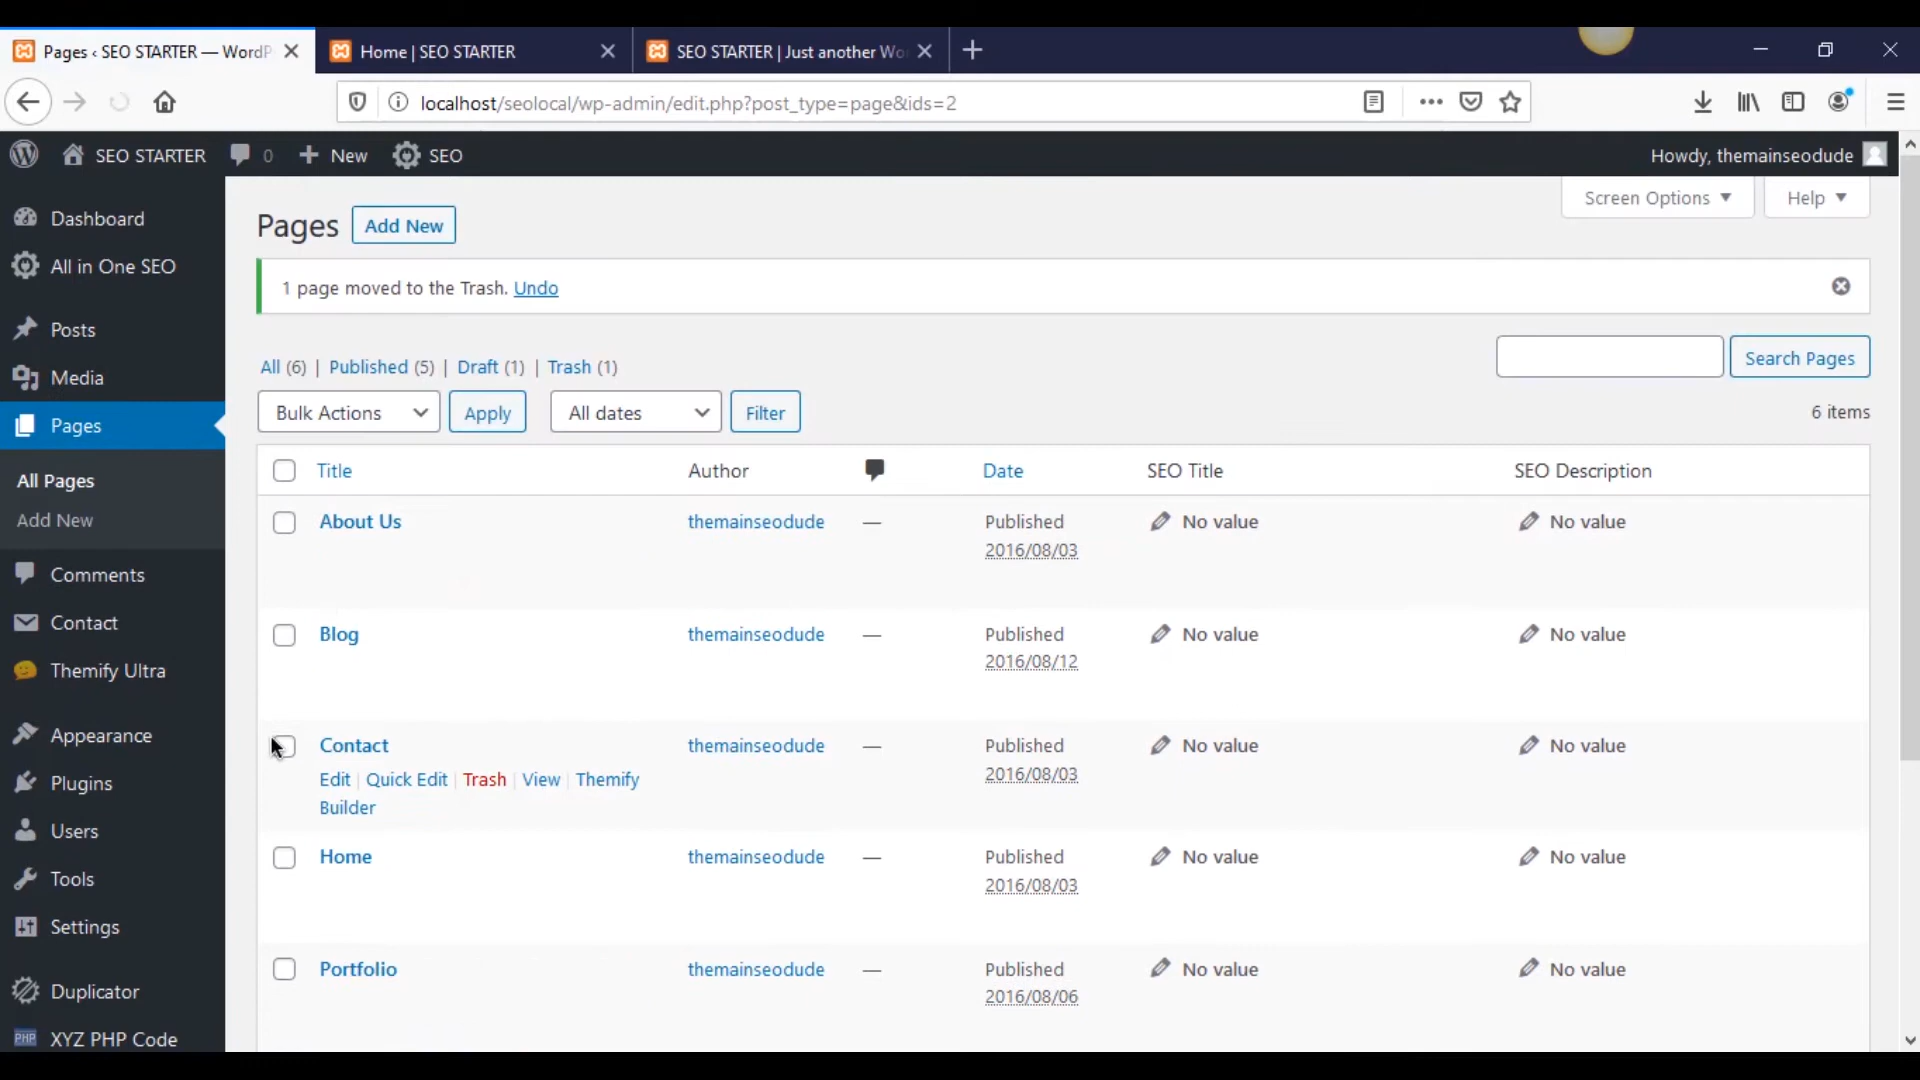 Pages ‹ SEO STARTER — WordP
Home | SEO STARTER
SEO STARTER | Just another Wo
localhost/seolocal/wp-admin/edit.php?post_type=page&ids=2
SEO STARTER
0
New
SEO
Howdy, themainseodude
Dashboard
All in One SEO
Posts
Media
Pages
All Pages
Add New
Comments
Contact
Themify Ultra
Appearance
Plugins
Users
Tools
Settings
Duplicator
PHP
XYZ PHP Code
Screen Options
Help
Pages
Add New
1 page moved to the Trash. Undo
All (6) | Published (5) | Draft (1) | Trash (1)
Search Pages
Bulk Actions
Apply
All dates
Filter
6 items
Title Author Date SEO Title SEO Description
About Us themainseodude — Published No value No value
2016/08/03
Blog themainseodude — Published No value No value
2016/08/12
Contact themainseodude — Published No value No value
Edit | Quick Edit | Trash | View | Themify 2016/08/03
Builder
Home themainseodude — Published No value No value
2016/08/03
Portfolio themainseodude — Published No value No value
2016/08/06